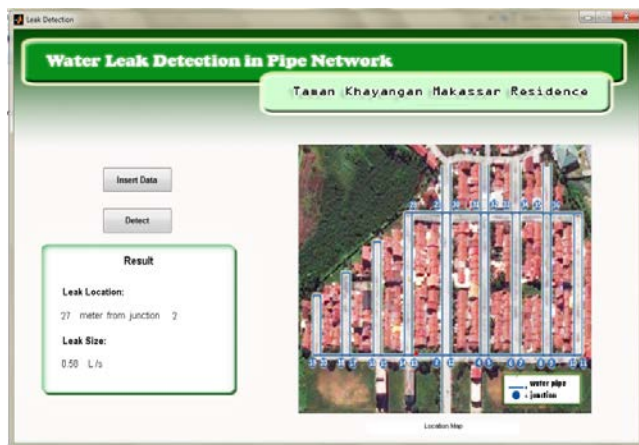 Leak Detection
Water Leak Detection in Pipe Network
Taman Khayangan Makassar Residence
Insert Data
Detect
Result
Leak Location:
27 meter from junction 2
Leak Size:
0.50 L/s
water pipe
junction
Location Map